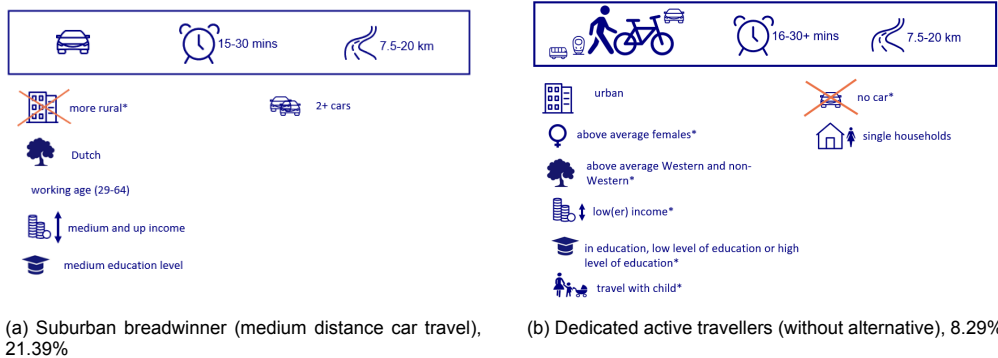 15-30 mins
7.5-20 km
more rural*
2+ cars
Dutch
working age (29-64)
medium and up income
medium education level
(a) Suburban breadwinner (medium distance car travel),
21.39%
16-30+ mins
7.5-20 km
urban
no car*
above average females*
single households
above average Western and non-
Western*
low(er) income*
in education, low level of education or high
level of education*
travel with child*
(b) Dedicated active travellers (without alternative), 8.29%